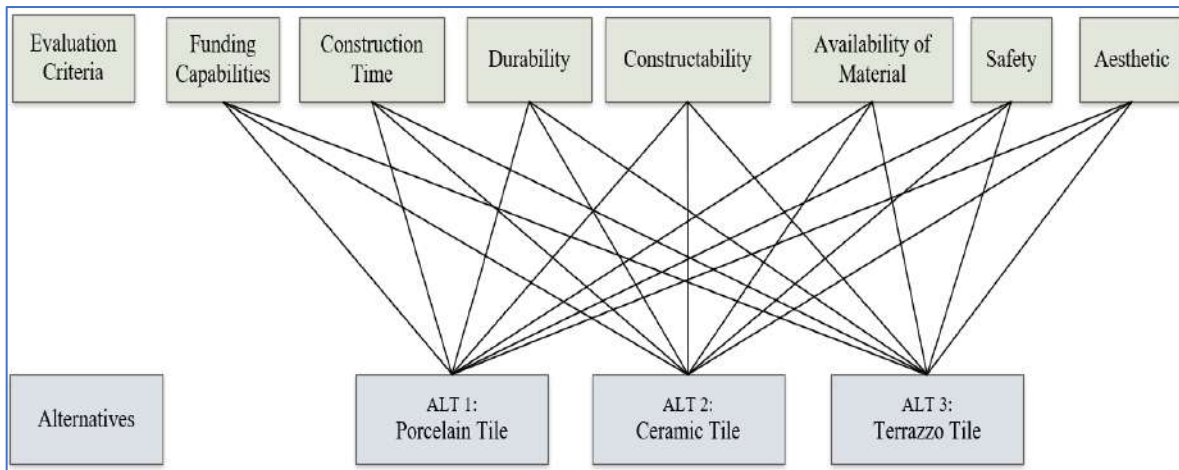 Evaluation
Criteria
Funding
Capabilities
Construction
Time
Durability
Constructability
Availability of
Material
Safety
Aesthetic
Alternatives
ALT 1:
Porcelain Tile
ALT 2:
Ceramic Tile
ALT 3:
Terrazzo Tile